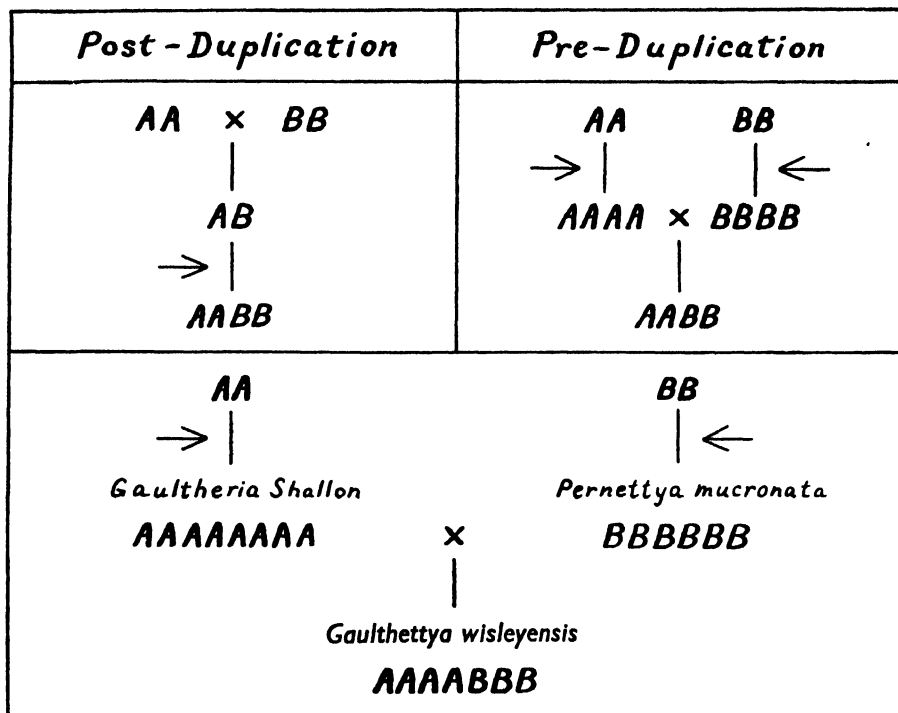 Post-Duplication
AA × BB
AB
AABB
Pre-Duplication
AA BB
AAAA × BBBB
AABB
AA BB
Gaultheria Shallon Pernettya mucronata
AAAAAAAA × BBBBBB
Gaulthettya wisleyensis
AAAABBB